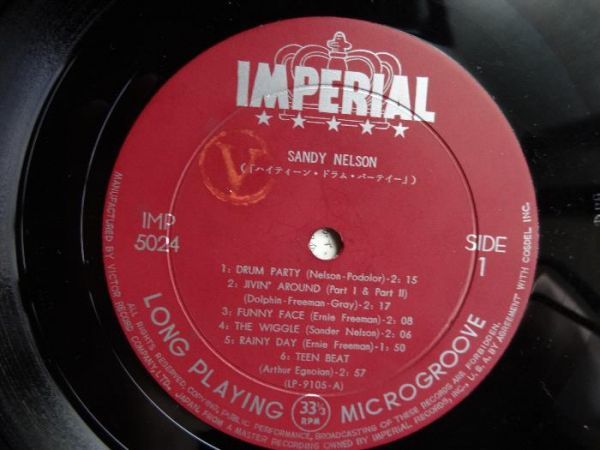 IMPERIAL
SANDY NELSON
(「ハイティーン・ドラム・パーティー」)
V
IMP
5024
SIDE
1
1: DRUM PARTY (Nelson-Podolor)-2: 15
2: JIVIN' AROUND (Part I & Part II)
(Dolphin-Freeman-Gray)-2: 17
3: FUNNY FACE (Ernie Freeman)-2: 08
4: THE WIGGLE (Sander Nelson)-2: 06
5: RAINY DAY (Ernie Freeman)-1: 50
6: TEEN BEAT
(Arthur Egnoian)-2: 57
(LP-9105-A)
LONG PLAYING
33⅓
RPM
MICROGROOVE
MANUFACTURED BY VICTOR RECORD COMPANY, LTD., JAPAN FROM A MASTER RECORDING OWNED BY IMPERIAL RECORDS, INC., U. S. A. BY AGREEMENT WITH COSDEL INC.
ALL RIGHTS RESERVED, COPYING, PUBLIC PERFORMANCE, BROADCASTING OF THESE RECORDS ARE FORBIDDEN.